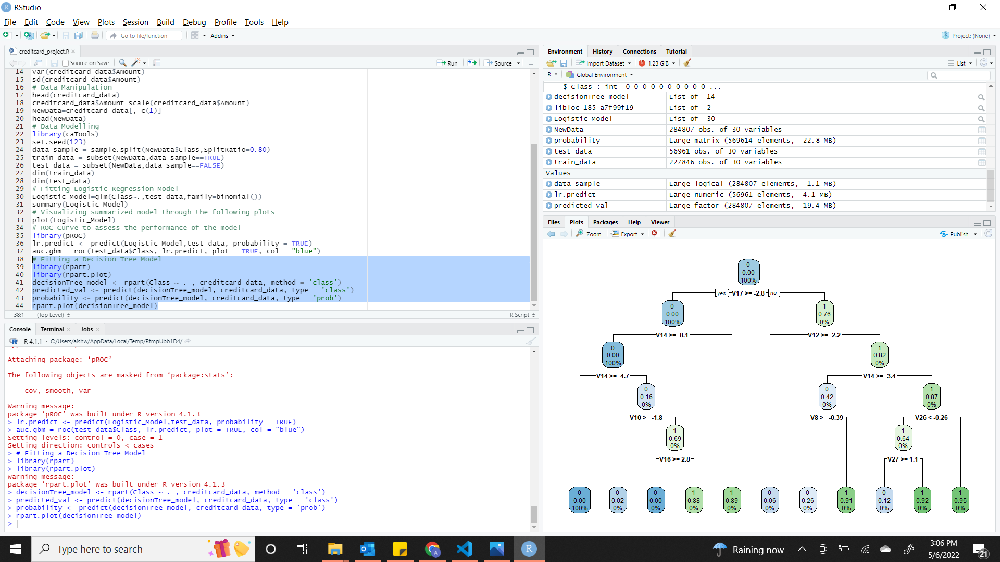 RStudio
File Edit Code View Plots Session Build Debug Profile Tools Help
Go to file/function
Addins
Project: (None)
creditcard_project.R
Source on Save
Run
Source
14 var(creditcard_data$Amount)
15 sd(creditcard_data$Amount)
16 # Data Manipulation
17 head(creditcard_data)
18 creditcard_data$Amount=scale(creditcard_data$Amount)
19 NewData=creditcard_data[,-c(1)]
20 head(NewData)
21 # Data Modelling
22 library(caTools)
23 set.seed(123)
24 data_sample = sample.split(NewData$Class,SplitRatio=0.80)
25 train_data = subset(NewData,data_sample==TRUE)
26 test_data = subset(NewData,data_sample==FALSE)
27 dim(train_data)
28 dim(test_data)
29 # Fitting Logistic Regression Model
30 Logistic_Model=glm(Class~.,test_data,family=binomial())
31 summary(Logistic_Model)
32 # Visualizing summarized model through the following plots
33 plot(Logistic_Model)
34 # ROC Curve to assess the performance of the model
35 library(pROC)
36 lr.predict <- predict(Logistic_Model,test_data, probability = TRUE)
37 auc.gbm = roc(test_data$Class, lr.predict, plot = TRUE, col = "blue")
38 # Fitting a Decision Tree Model
39 library(rpart)
40 library(rpart.plot)
41 decisionTree_model <- rpart(Class ~ . , creditcard_data, method = 'class')
42 predicted_val <- predict(decisionTree_model, creditcard_data, type = 'class')
43 probability <- predict(decisionTree_model, creditcard_data, type = 'prob')
44 rpart.plot(decisionTree_model)
38:1 (Top Level) R Script
Console Terminal Jobs
R 4.1.1 · C:/Users/aishw/AppData/Local/Temp/RtmpUbb1D4/
Attaching package: ‘pROC’
The following objects are masked from ‘package:stats’:
cov, smooth, var
Warning message:
package ‘pROC’ was built under R version 4.1.3
> lr.predict <- predict(Logistic_Model,test_data, probability = TRUE)
> auc.gbm = roc(test_data$Class, lr.predict, plot = TRUE, col = "blue")
Setting levels: control = 0, case = 1
Setting direction: controls < cases
> # Fitting a Decision Tree Model
> library(rpart)
> library(rpart.plot)
Warning message:
package ‘rpart.plot’ was built under R version 4.1.3
> decisionTree_model <- rpart(Class ~ . , creditcard_data, method = 'class')
> predicted_val <- predict(decisionTree_model, creditcard_data, type = 'class')
> probability <- predict(decisionTree_model, creditcard_data, type = 'prob')
> rpart.plot(decisionTree_model)
>
Environment History Connections Tutorial
Import Dataset 1.23 GiB List
R Global Environment
$ Class : int 0 0 0 0 0 0 0 0 0 0 ...
decisionTree_model List of 14
libloc_185_a7f99f19 List of 2
Logistic_Model List of 30
NewData 284807 obs. of 30 variables
probability Large matrix (569614 elements, 22.8 MB)
test_data 56961 obs. of 30 variables
train_data 227846 obs. of 30 variables
Values
data_sample Large logical (284807 elements, 1.1 MB)
lr.predict Large numeric (56961 elements, 4.1 MB)
predicted_val Large factor (284807 elements, 19.4 MB)
Files Plots Packages Help Viewer
Zoom Export Publish
0
0.00
100%
yes V17 >= -2.8 no
0 1
0.00 0.76
100% 0%
V14 >= -8.1 V12 >= -2.2
0 1
0.00 0.82
100% 0%
V14 >= -4.7 V14 >= -3.4
0 0 1
0.16 0.42 0.87
0% 0% 0%
V10 >= -1.8 V8 >= -0.39 V26 < -0.26
1 1
0.69 0.64
0% 0%
V16 >= 2.8 V27 >= 1.1
0 0 0 1 1 0 0 1 0 1 1
0.00 0.02 0.00 0.88 0.89 0.06 0.26 0.91 0.12 0.92 0.95
100% 0% 0% 0% 0% 0% 0% 0% 0% 0% 0%
Type here to search
Raining now
3:06 PM
5/6/2022
21